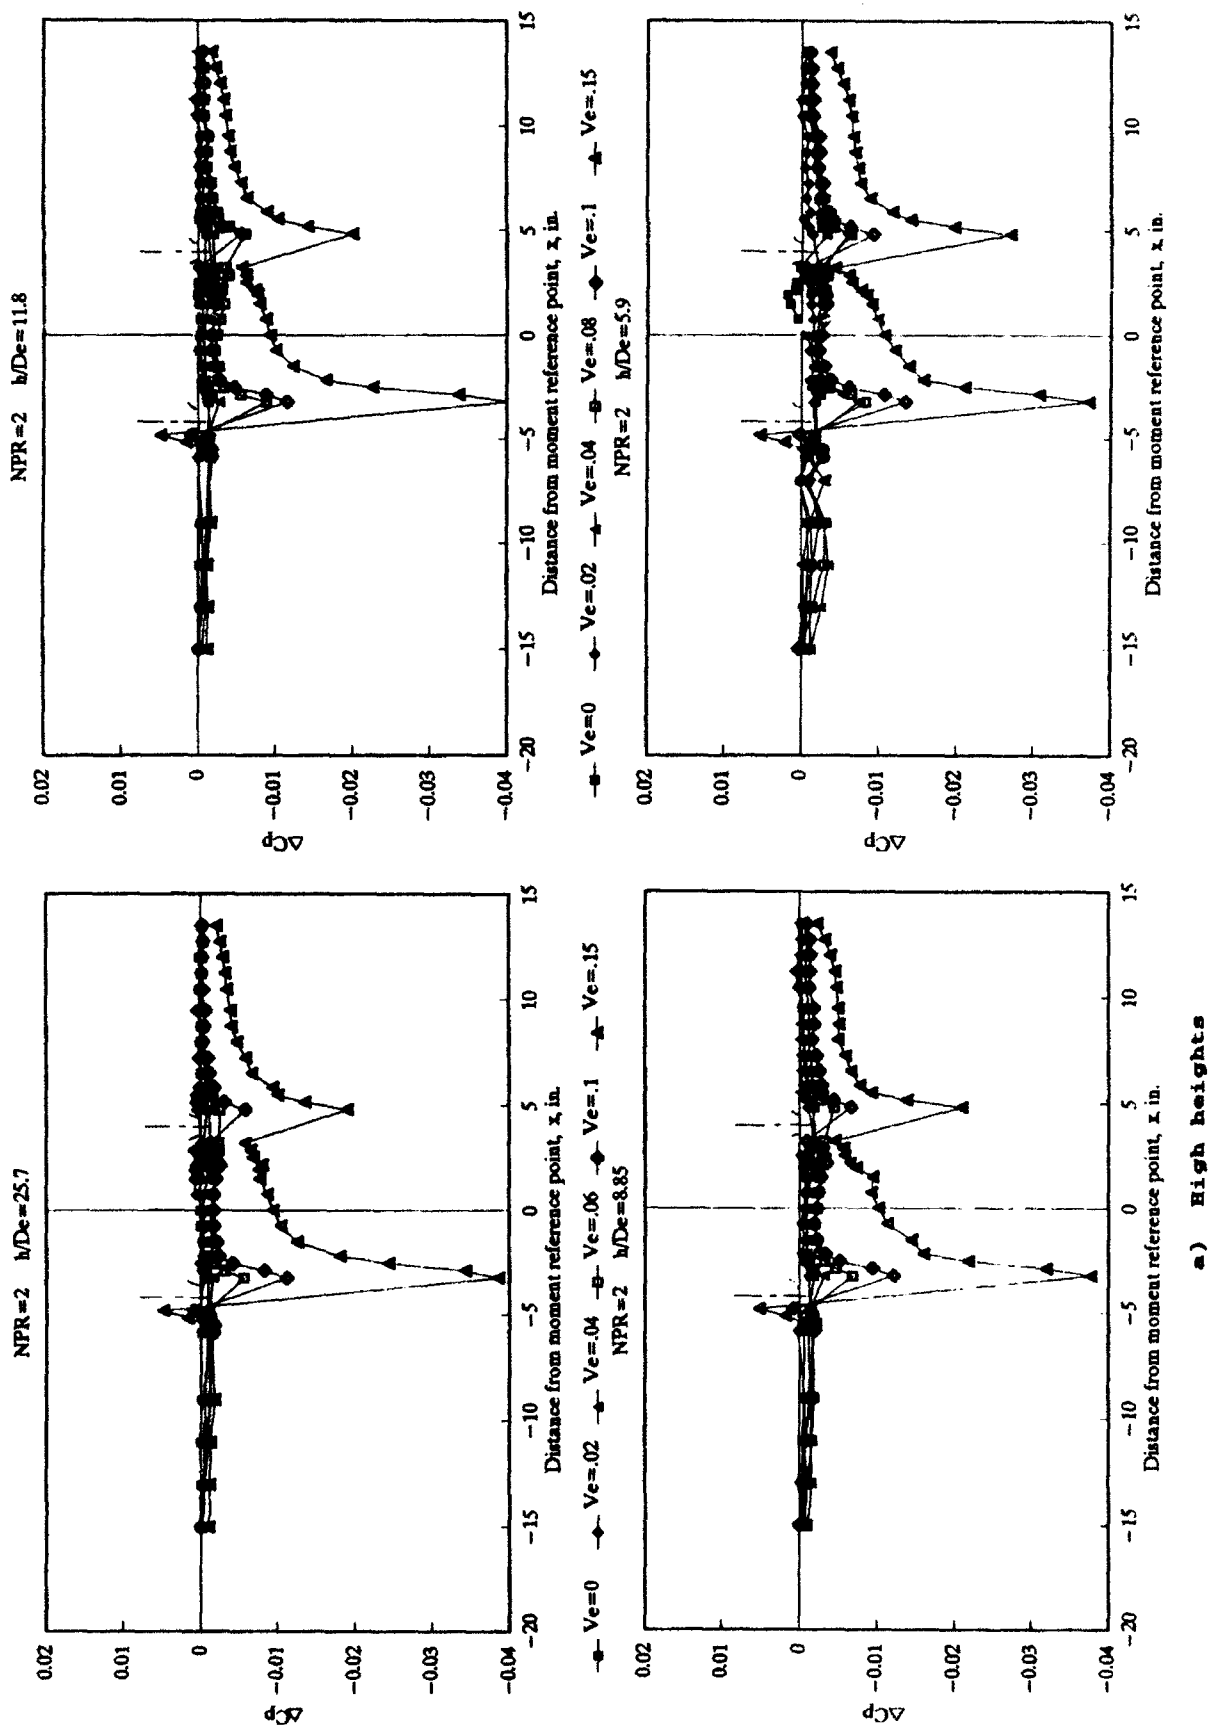 NPR=2 h/De=25.7
0.02
0.01
0
−0.01
−0.02
−0.03
−0.04
ΔCp
−20 −15 −10 −5 0 5 10 15
Distance from moment reference point, x, in.
NPR=2 h/De=11.8
0.02
0.01
0
−0.01
−0.02
−0.03
−0.04
ΔCp
−20 −15 −10 −5 0 5 10 15
Distance from moment reference point, x, in.
Ve=0 Ve=.02 Ve=.04 Ve=.06 Ve=.1 Ve=.15
Ve=0 Ve=.02 Ve=.04 Ve=.08 Ve=.1 Ve=.15
NPR=2 h/De=8.85
0.02
0.01
0
−0.01
−0.02
−0.03
−0.04
ΔCp
−20 −15 −10 −5 0 5 10 15
Distance from moment reference point, x, in.
NPR=2 h/De=5.9
0.02
0.01
0
−0.01
−0.02
−0.03
−0.04
ΔCp
−20 −15 −10 −5 0 5 10 15
Distance from moment reference point, x, in.
a) High heights